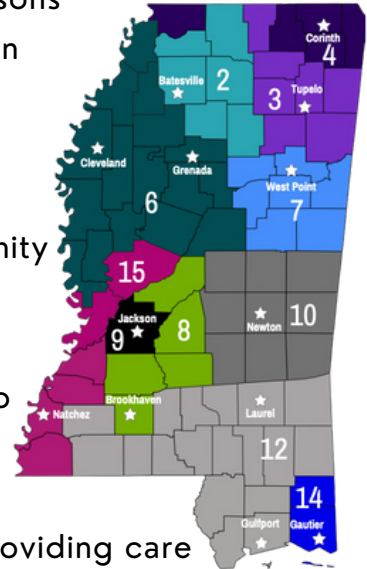 sons
n
nity
o
oviding care
Corinth
4
Batesville
2
3
Tupelo
Cleveland
Grenada
West Point
6
7
15
Jackson
9
8
Newton
10
Natchez
Brookhaven
Laurel
12
14
Gulfport
Gautier